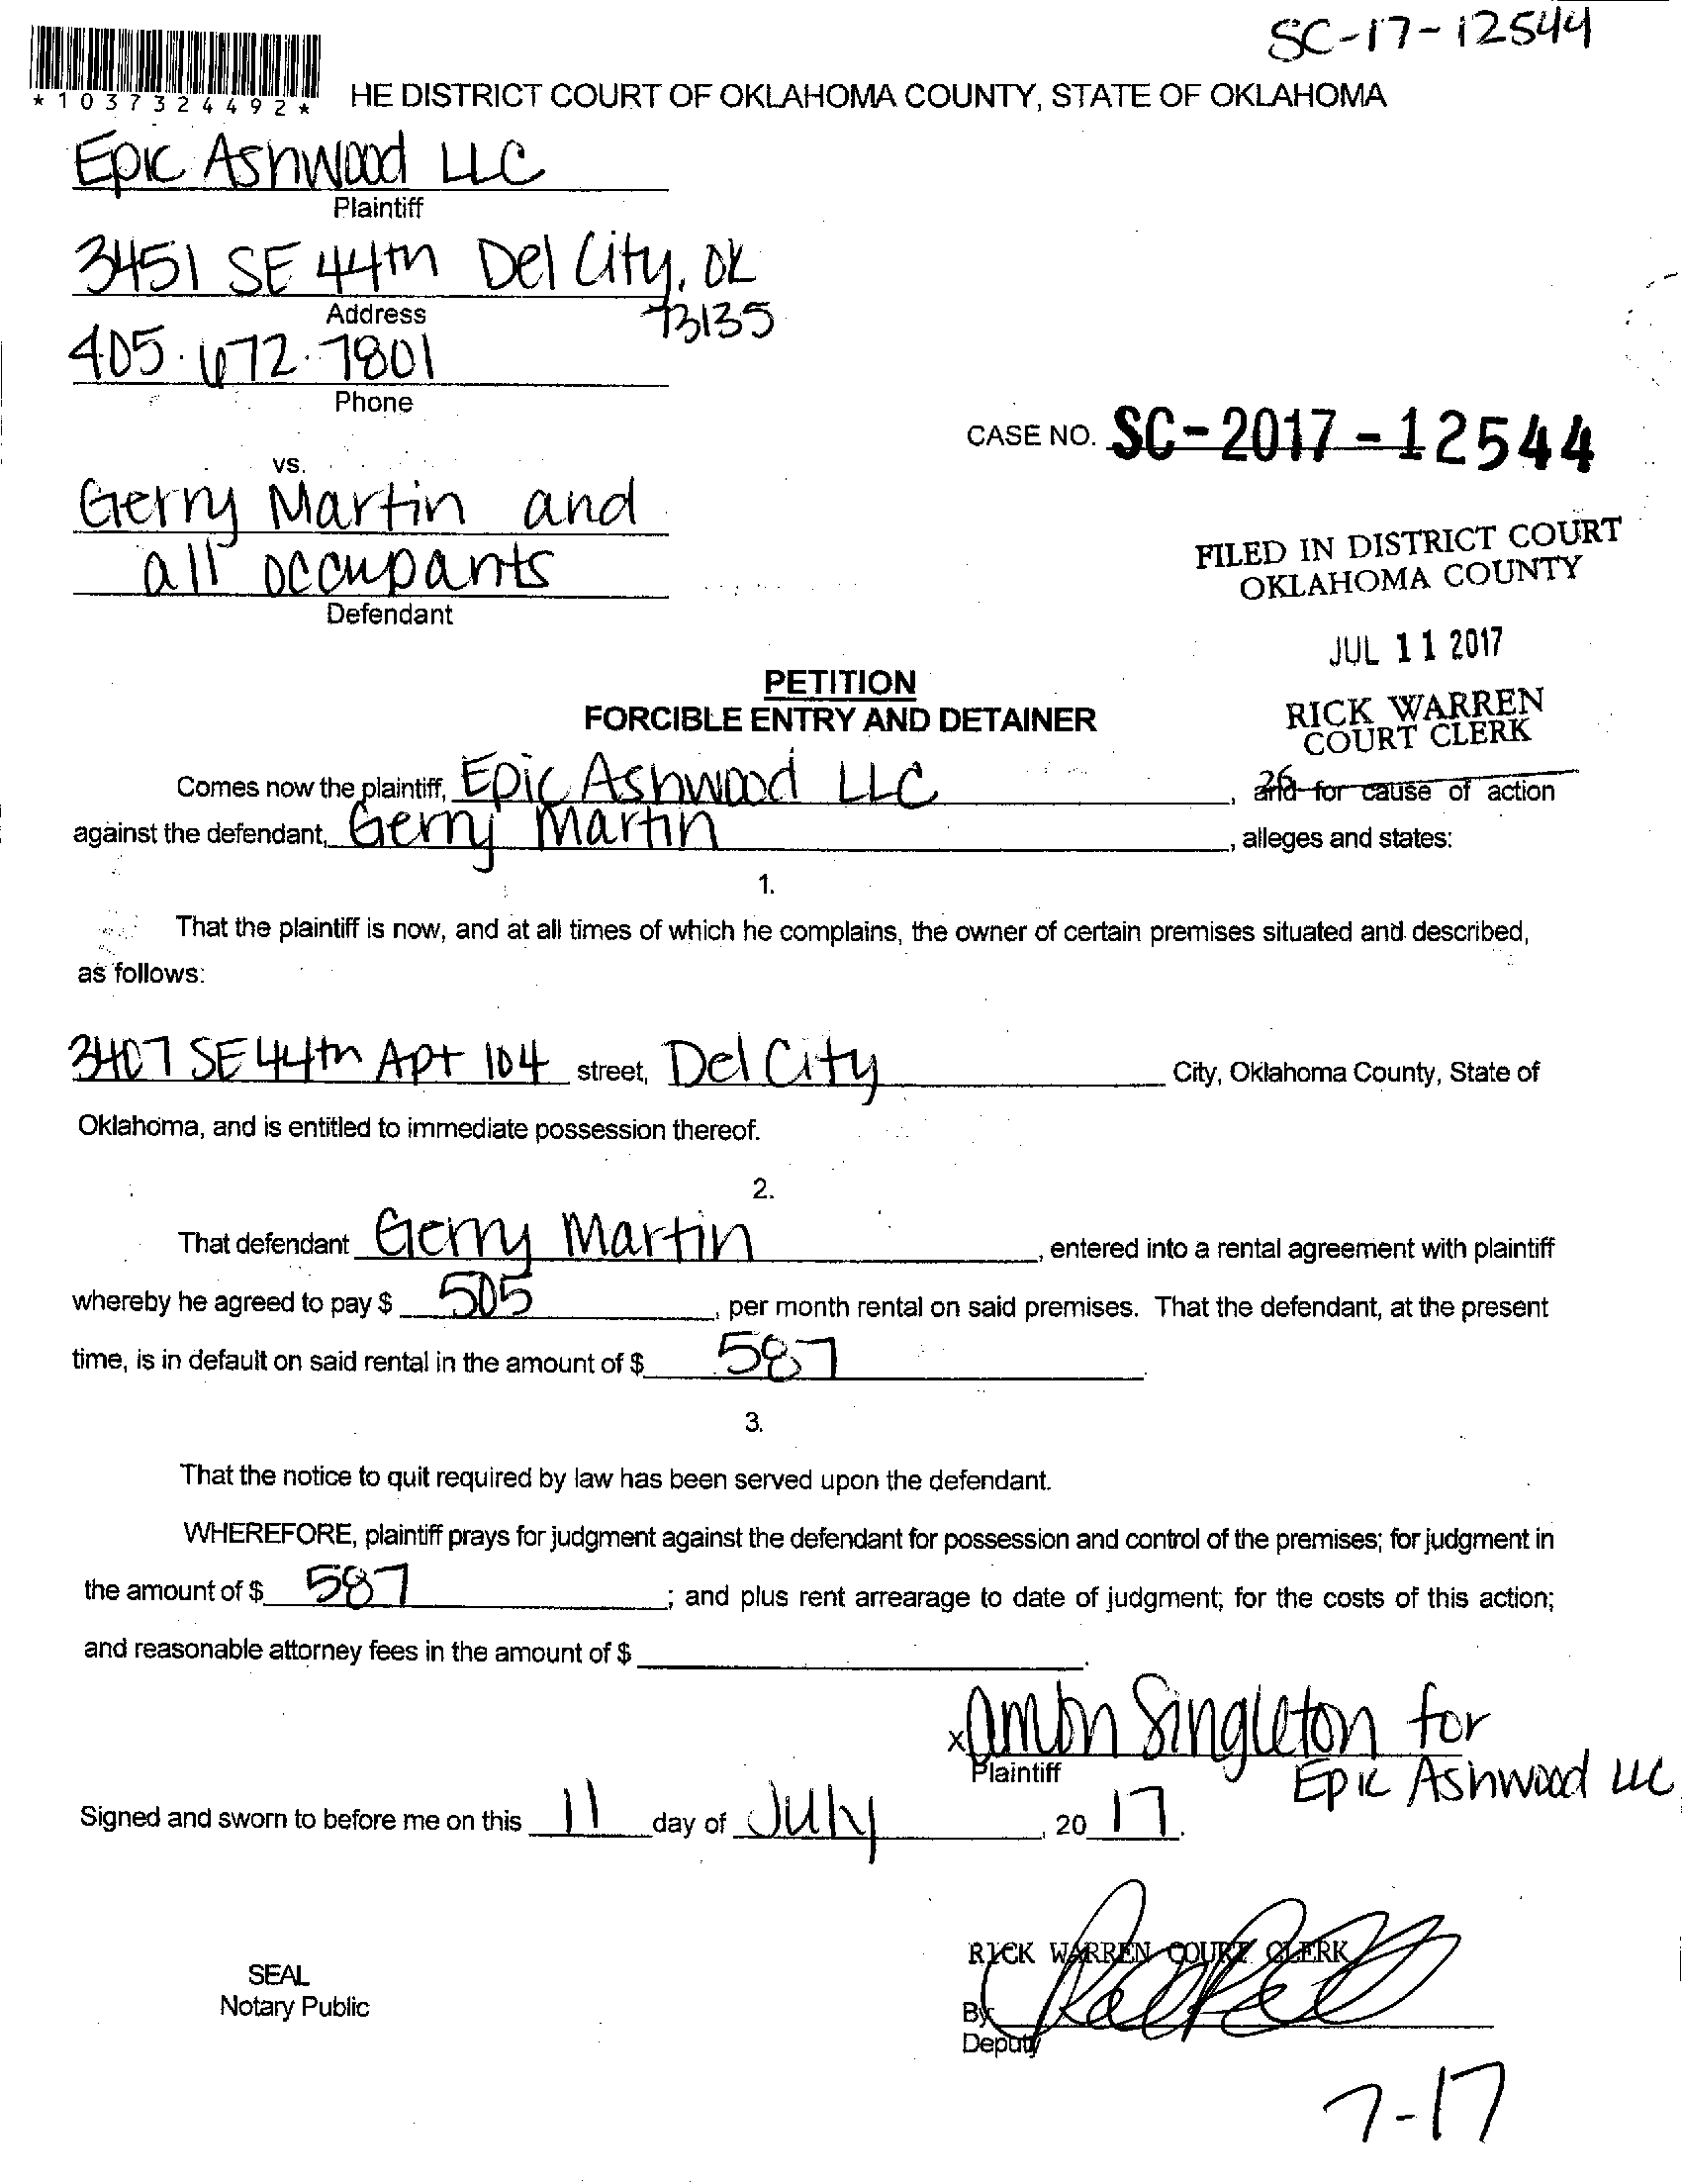 SC-17-12544
*1037324492*
HE DISTRICT COURT OF OKLAHOMA COUNTY, STATE OF OKLAHOMA
Epic Ashwood LLC
Plaintiff
3451 SE 44th Del City, OK
73135
Address
405.672.7801
Phone
CASE NO. SC-2017-12544
vs.
Gerry Martin and
all occupants
Defendant
FILED IN DISTRICT COURT
OKLAHOMA COUNTY
JUL 11 2017
RICK WARREN
COURT CLERK
26
PETITION
FORCIBLE ENTRY AND DETAINER
Comes now the plaintiff, Epic Ashwood LLC, and for cause of action
against the defendant, Gerry Martin, alleges and states:
1.
That the plaintiff is now, and at all times of which he complains, the owner of certain premises situated and described,
as follows:
3407 SE 44th Apt 104 street, Del City City, Oklahoma County, State of
Oklahoma, and is entitled to immediate possession thereof.
2.
That defendant Gerry Martin, entered into a rental agreement with plaintiff
whereby he agreed to pay $ 505, per month rental on said premises. That the defendant, at the present
time, is in default on said rental in the amount of $ 587.
3.
That the notice to quit required by law has been served upon the defendant.
WHEREFORE, plaintiff prays for judgment against the defendant for possession and control of the premises; for judgment in
the amount of $ 587; and plus rent arrearage to date of judgment; for the costs of this action;
and reasonable attorney fees in the amount of $ .
x Singleton for
Plaintiff
Epic Ashwood LLC
Signed and sworn to before me on this 11 day of July, 20 17.
RICK WARREN COURT CLERK
SEAL
Notary Public
By
Deputy
7-17